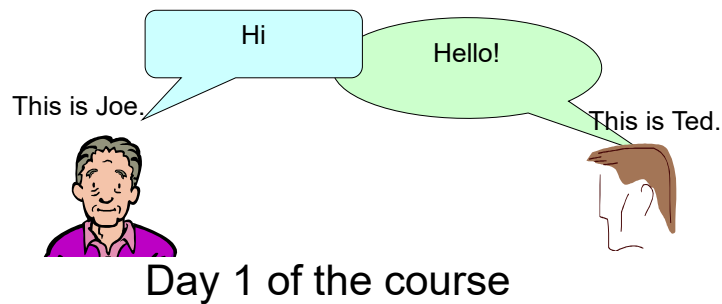 Hi
Hello!
This is Joe.
This is Ted.
Day 1 of the course